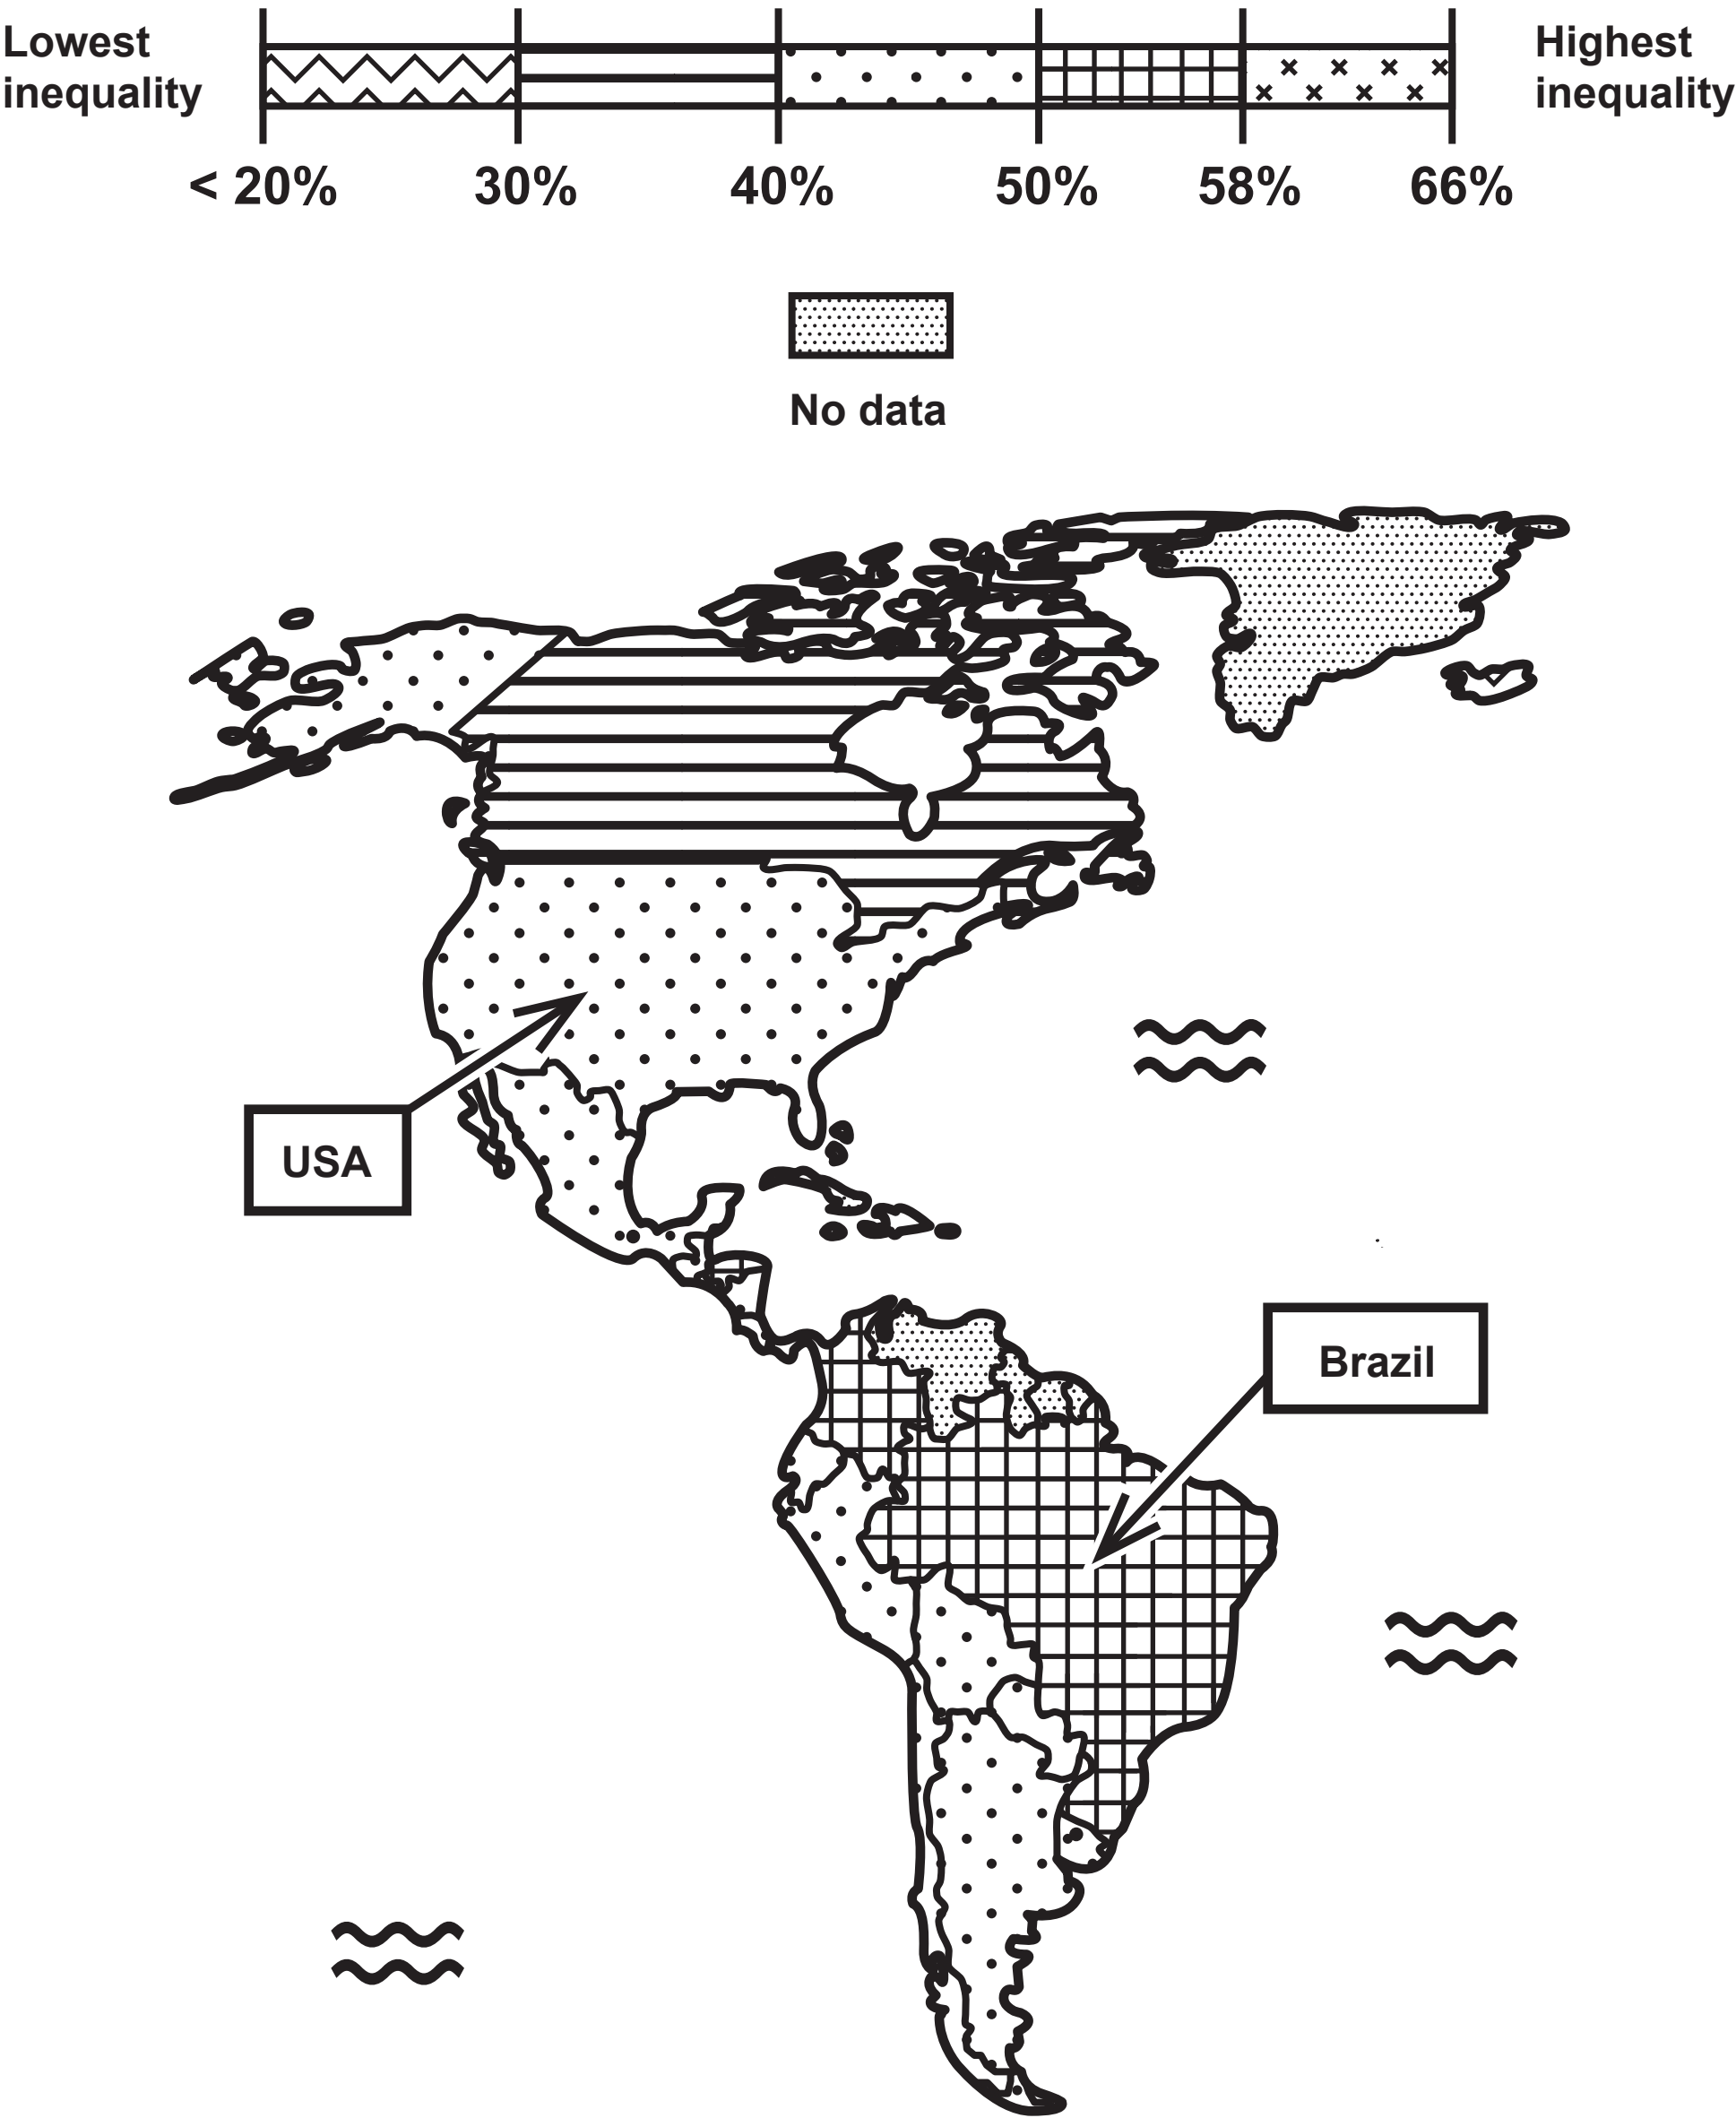 Lowest
inequality
Highest
inequality
< 20%
30%
40%
50%
58%
66%
No data
USA
Brazil